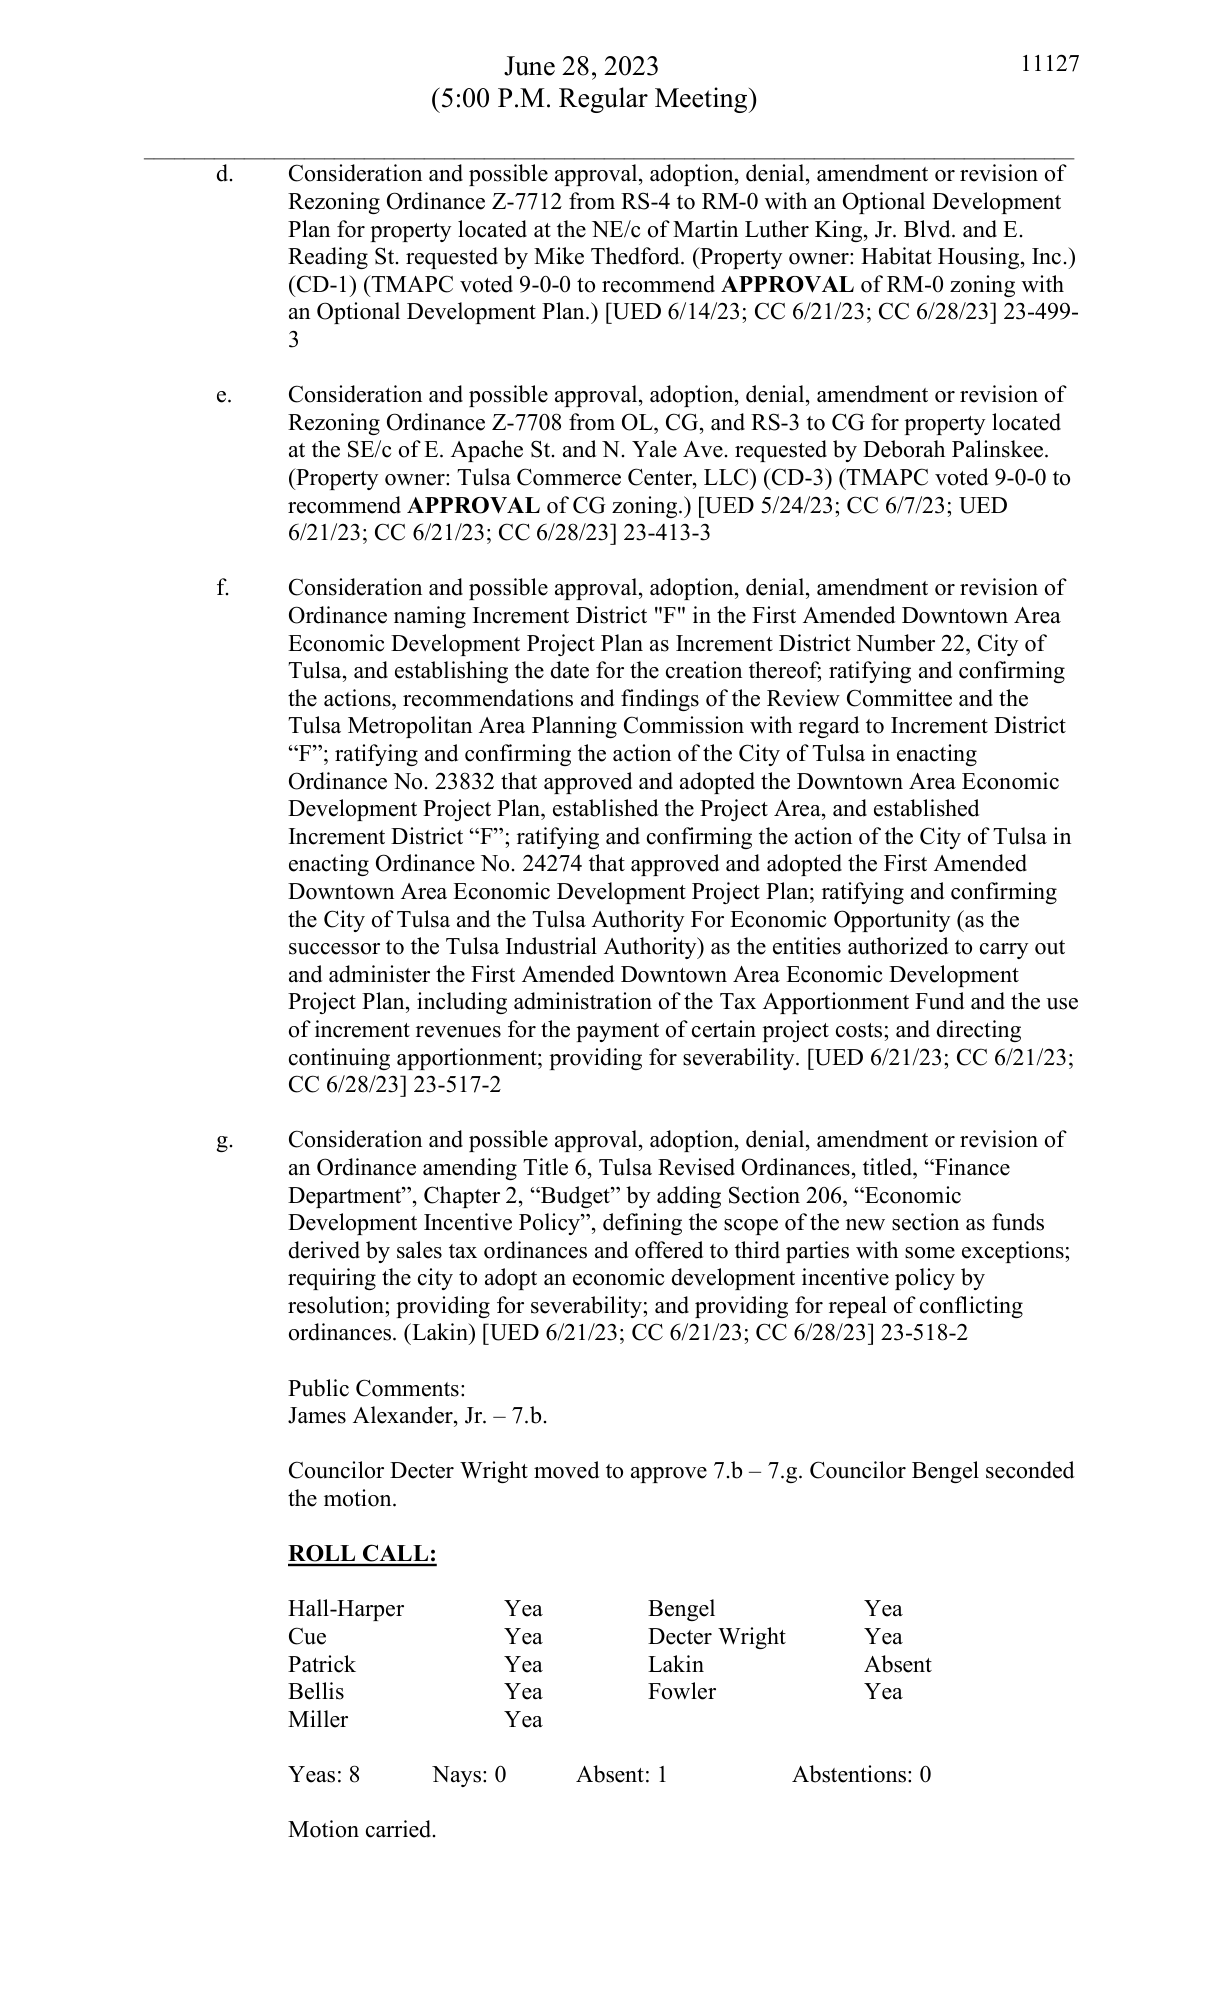 June 28, 2023
11127
(5:00 P.M. Regular Meeting)
d. Consideration and possible approval, adoption, denial, amendment or revision of
Rezoning Ordinance Z-7712 from RS-4 to RM-0 with an Optional Development
Plan for property located at the NE/c of Martin Luther King, Jr. Blvd. and E.
Reading St. requested by Mike Thedford. (Property owner: Habitat Housing, Inc.)
(CD-1) (TMAPC voted 9-0-0 to recommend APPROVAL of RM-0 zoning with
an Optional Development Plan.) [UED 6/14/23; CC 6/21/23; CC 6/28/23] 23-499-
3
e. Consideration and possible approval, adoption, denial, amendment or revision of
Rezoning Ordinance Z-7708 from OL, CG, and RS-3 to CG for property located
at the SE/c of E. Apache St. and N. Yale Ave. requested by Deborah Palinskee.
(Property owner: Tulsa Commerce Center, LLC) (CD-3) (TMAPC voted 9-0-0 to
recommend APPROVAL of CG zoning.) [UED 5/24/23; CC 6/7/23; UED
6/21/23; CC 6/21/23; CC 6/28/23] 23-413-3
f. Consideration and possible approval, adoption, denial, amendment or revision of
Ordinance naming Increment District "F" in the First Amended Downtown Area
Economic Development Project Plan as Increment District Number 22, City of
Tulsa, and establishing the date for the creation thereof; ratifying and confirming
the actions, recommendations and findings of the Review Committee and the
Tulsa Metropolitan Area Planning Commission with regard to Increment District
“F”; ratifying and confirming the action of the City of Tulsa in enacting
Ordinance No. 23832 that approved and adopted the Downtown Area Economic
Development Project Plan, established the Project Area, and established
Increment District “F”; ratifying and confirming the action of the City of Tulsa in
enacting Ordinance No. 24274 that approved and adopted the First Amended
Downtown Area Economic Development Project Plan; ratifying and confirming
the City of Tulsa and the Tulsa Authority For Economic Opportunity (as the
successor to the Tulsa Industrial Authority) as the entities authorized to carry out
and administer the First Amended Downtown Area Economic Development
Project Plan, including administration of the Tax Apportionment Fund and the use
of increment revenues for the payment of certain project costs; and directing
continuing apportionment; providing for severability. [UED 6/21/23; CC 6/21/23;
CC 6/28/23] 23-517-2
g. Consideration and possible approval, adoption, denial, amendment or revision of
an Ordinance amending Title 6, Tulsa Revised Ordinances, titled, “Finance
Department”, Chapter 2, “Budget” by adding Section 206, “Economic
Development Incentive Policy”, defining the scope of the new section as funds
derived by sales tax ordinances and offered to third parties with some exceptions;
requiring the city to adopt an economic development incentive policy by
resolution; providing for severability; and providing for repeal of conflicting
ordinances. (Lakin) [UED 6/21/23; CC 6/21/23; CC 6/28/23] 23-518-2
Public Comments:
James Alexander, Jr. – 7.b.
Councilor Decter Wright moved to approve 7.b – 7.g. Councilor Bengel seconded
the motion.
ROLL CALL:
Hall-Harper Yea Bengel Yea
Cue Yea Decter Wright Yea
Patrick Yea Lakin Absent
Bellis Yea Fowler Yea
Miller Yea
Yeas: 8 Nays: 0 Absent: 1 Abstentions: 0
Motion carried.